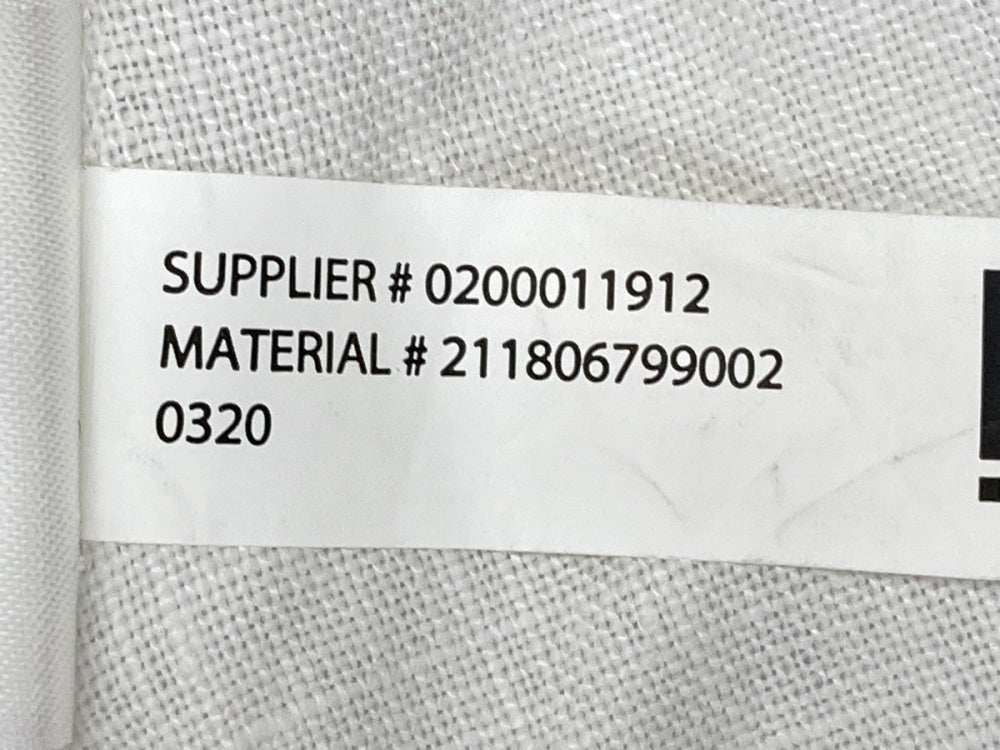 SUPPLIER # 0200011912
MATERIAL # 211806799002
0320